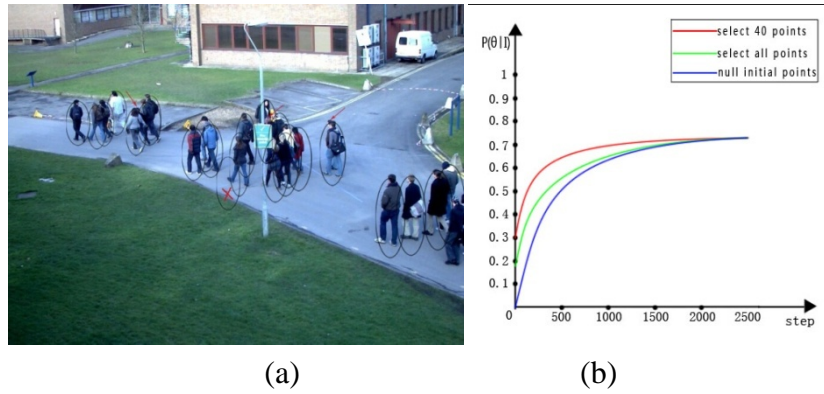 P(θ|I)
select 40 points
select all points
null initial points
1
0.9
0.8
0.7
0.6
0.5
0.4
0.3
0.2
0.1
0
500
1000
1500
2000
2500
step
(a)
(b)